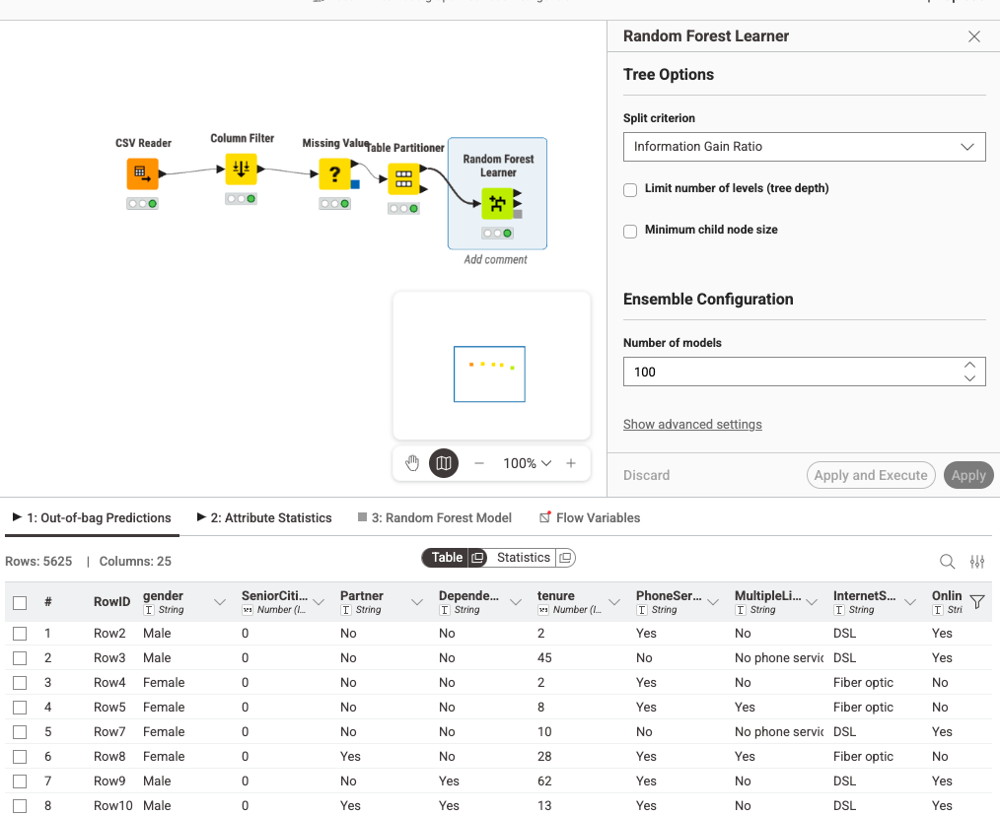 Random Forest Learner
Tree Options
Split criterion
Information Gain Ratio
Limit number of levels (tree depth)
Minimum child node size
Ensemble Configuration
Number of models
100
Show advanced settings
Discard
Apply and Execute
Apply
CSV Reader
Column Filter
Missing Value
Table Partitioner
Random Forest
Learner
?
Add comment
100%
1: Out-of-bag Predictions
2: Attribute Statistics
3: Random Forest Model
Flow Variables
Rows: 5625 | Columns: 25
Table
Statistics
# RowID gender SeniorCiti... Partner Depende... tenure PhoneSer... MultipleLi... InternetS... Onlin
String Number (I... String String Number (I... String String String Stri
1 Row2 Male 0 No No 2 Yes No DSL Yes
2 Row3 Male 0 No No 45 No No phone servic DSL Yes
3 Row4 Female 0 No No 2 Yes No Fiber optic No
4 Row5 Female 0 No No 8 Yes Yes Fiber optic No
5 Row7 Female 0 No No 10 No No phone servic DSL Yes
6 Row8 Female 0 Yes No 28 Yes Yes Fiber optic No
7 Row9 Male 0 No Yes 62 Yes No DSL Yes
8 Row10 Male 0 Yes Yes 13 Yes No DSL Yes